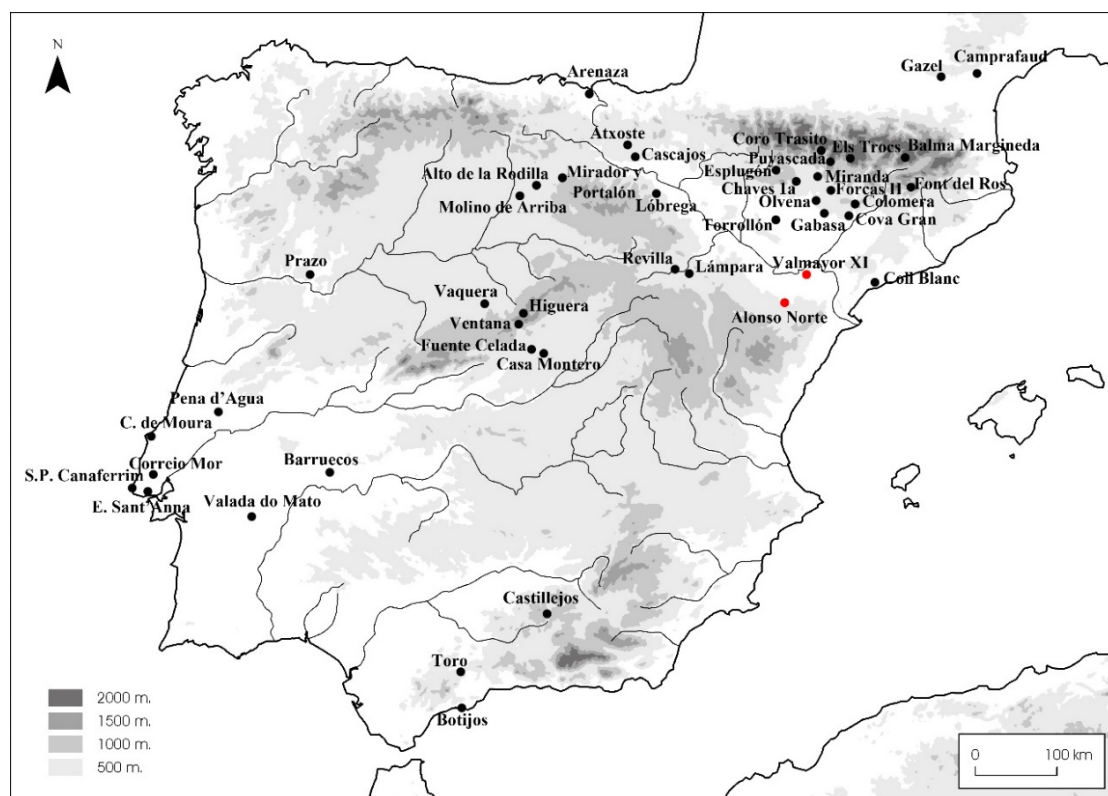 N
Camprafaud
Gazel
Arenaza
Atxoste
Cascajos
Coro Trasito
Els Trocs
Balma Margineda
Puyascada
Esplugón
Miranda
Alto de la Rodilla
Mirador y
Portalón
Chaves 1a
Forcas II
Font del Ros
Molino de Arriba
Lóbrega
Olvena
Colomera
Torrollón
Gabasa
Cova Gran
Revilla
Lámpara
Valmayor XI
Prazo
Coll Blanc
Vaquera
Higuera
Alonso Norte
Ventana
Fuente Celada
Casa Montero
Pena d’Agua
C. de Moura
Barruecos
Correio Mor
S.P. Canaferrim
E. Sant’Anna
Valada do Mato
Castillejos
Toro
Botijos
2000 m.
1500 m.
1000 m.
500 m.
0 100 km